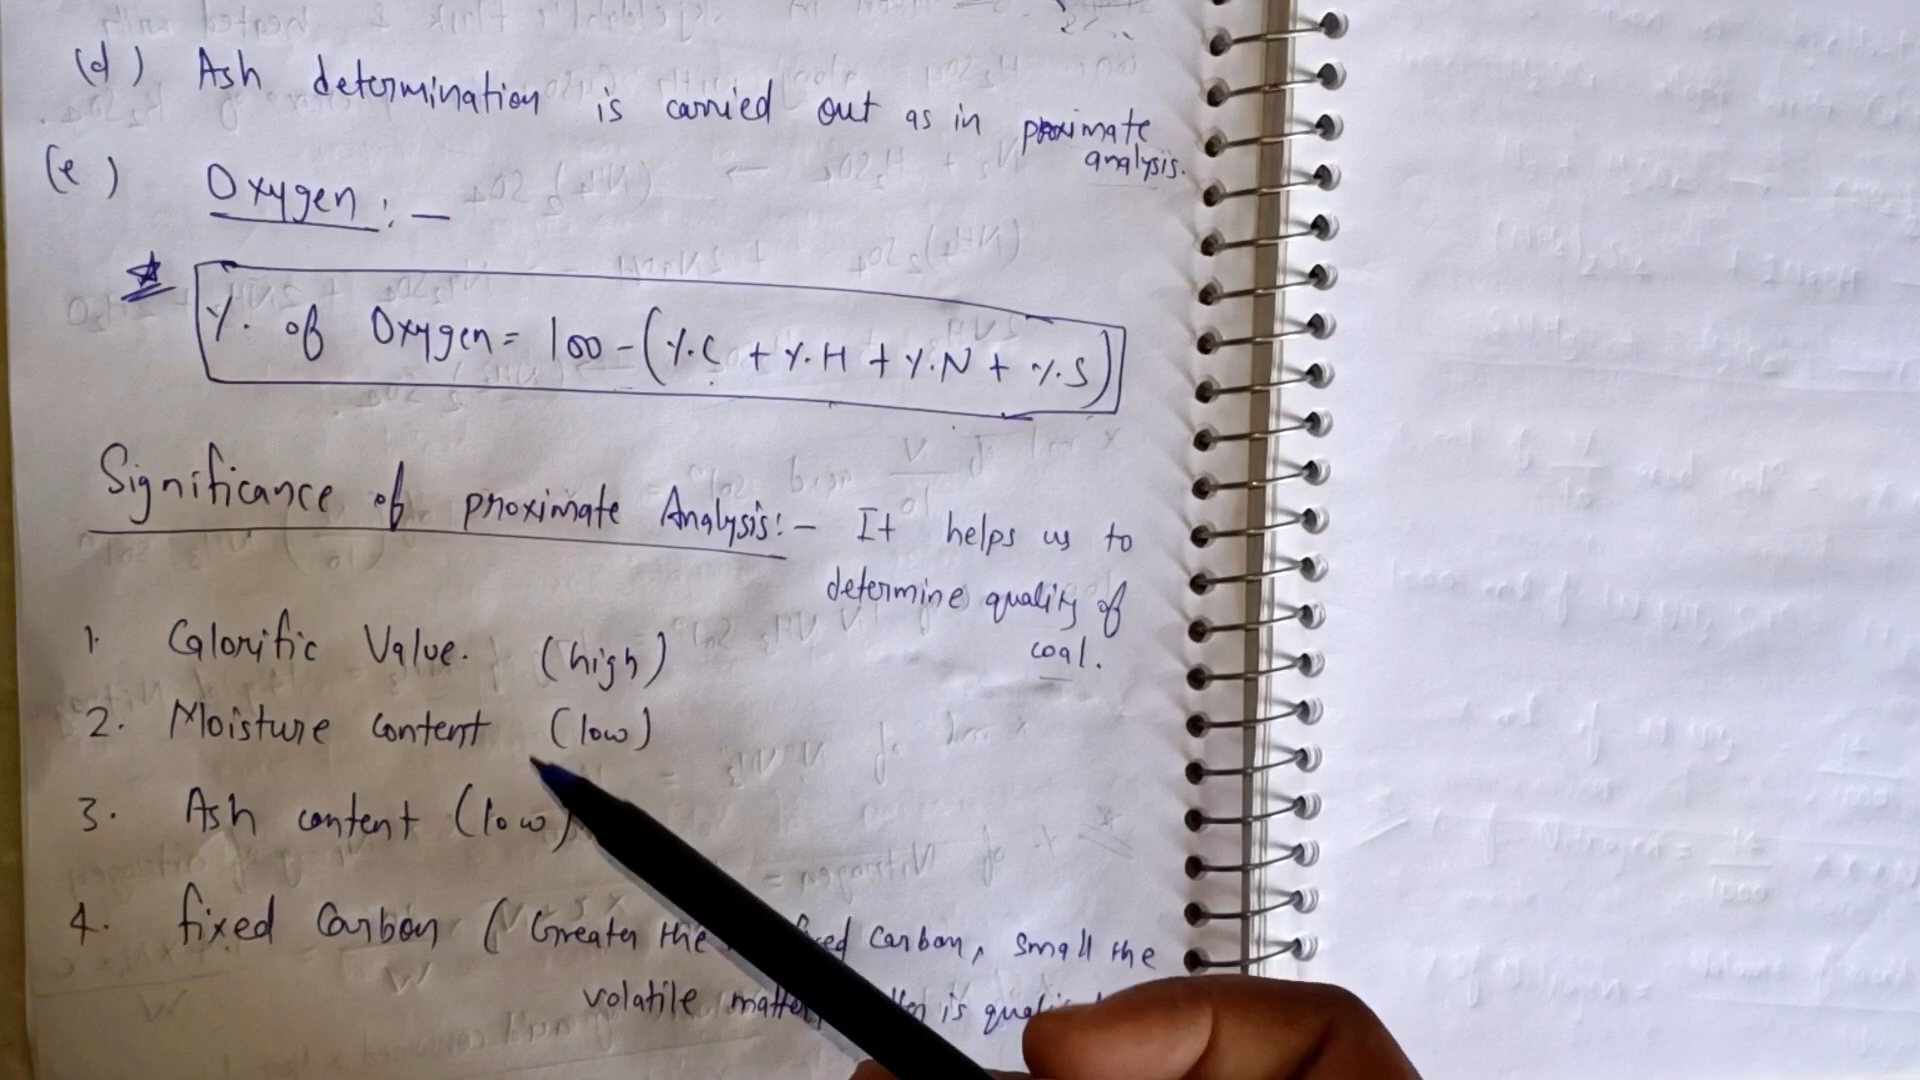 (d) Ash determination is carried out as in proximate
analysis.
(e) Oxygen : —
% of Oxygen = 100 - (%.C + %.H + %.N + %.S)
Significance of proximate Analysis:- It helps us to
determine quality of
coal.
1. Calorific Value. (high)
2. Moisture content (low)
3. Ash content (low)
4. fixed Carbon ( Greater the carbon, small the
volatile is